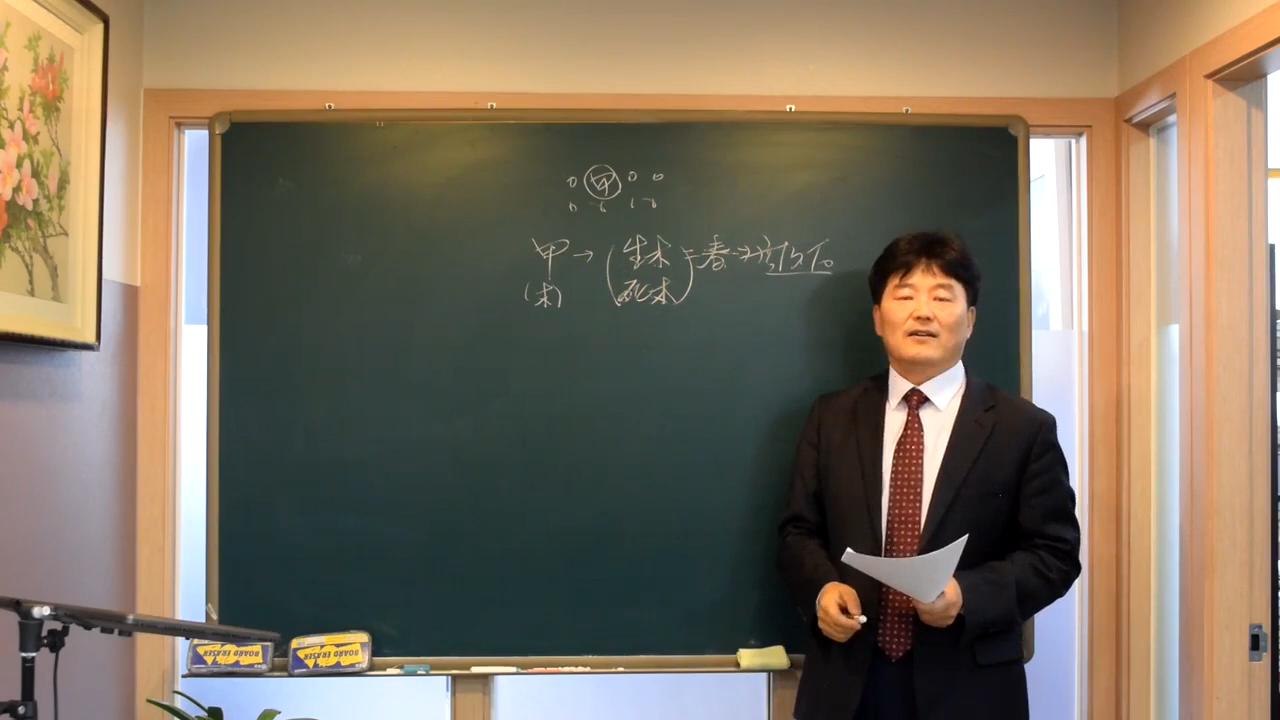 甲
甲 → (生木 = 春 →
(木) 死木)
BOARD ERASER
BOARD ERASER